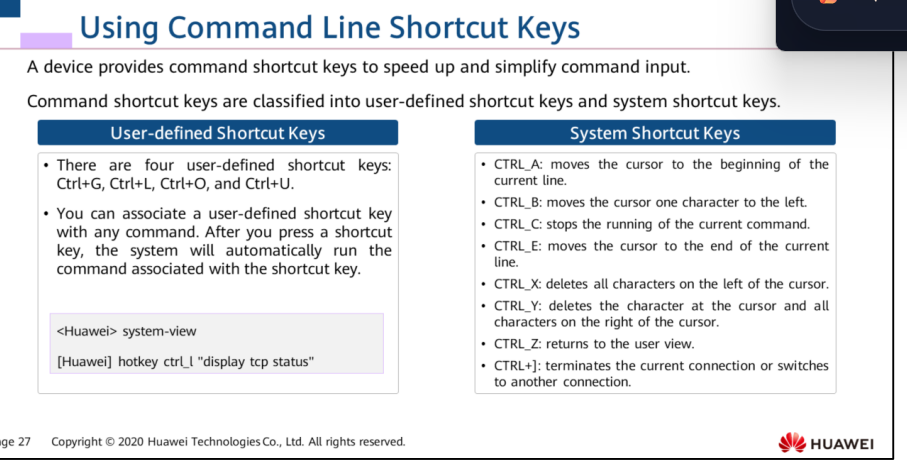 Using Command Line Shortcut Keys
A device provides command shortcut keys to speed up and simplify command input.
Command shortcut keys are classified into user-defined shortcut keys and system shortcut keys.
User-defined Shortcut Keys
• There are four user-defined shortcut keys:
Ctrl+G, Ctrl+L, Ctrl+O, and Ctrl+U.
• You can associate a user-defined shortcut key
with any command. After you press a shortcut
key, the system will automatically run the
command associated with the shortcut key.
<Huawei> system-view
[Huawei] hotkey ctrl_l "display tcp status"
System Shortcut Keys
• CTRL_A: moves the cursor to the beginning of the
current line.
• CTRL_B: moves the cursor one character to the left.
• CTRL_C: stops the running of the current command.
• CTRL_E: moves the cursor to the end of the current
line.
• CTRL_X: deletes all characters on the left of the cursor.
• CTRL_Y: deletes the character at the cursor and all
characters on the right of the cursor.
• CTRL_Z: returns to the user view.
• CTRL+]: terminates the current connection or switches
to another connection.
ge 27 Copyright © 2020 Huawei Technologies Co., Ltd. All rights reserved.
HUAWEI